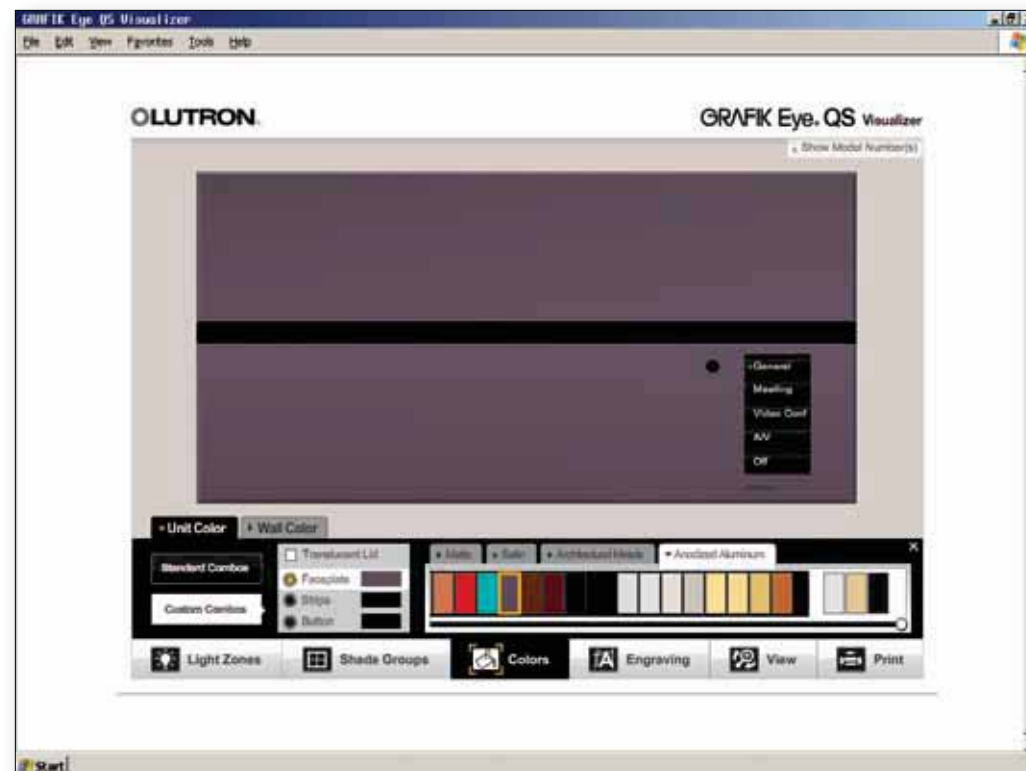 GRAFIK Eye QS Visualizer
File Edit View Favorites Tools Help
LUTRON
GRAFIK Eye. QS Visualizer
Show Model Number(s)
General
Meeting
Video Conf
A/V
Off
Unit Color Wall Color
Standard Combos
Custom Combos
Translucent Lid
Faceplate
Stripe
Button
Matte Satin Architectural Metals Anodized Aluminum
Light Zones Shade Groups Colors Engraving View Print
Start